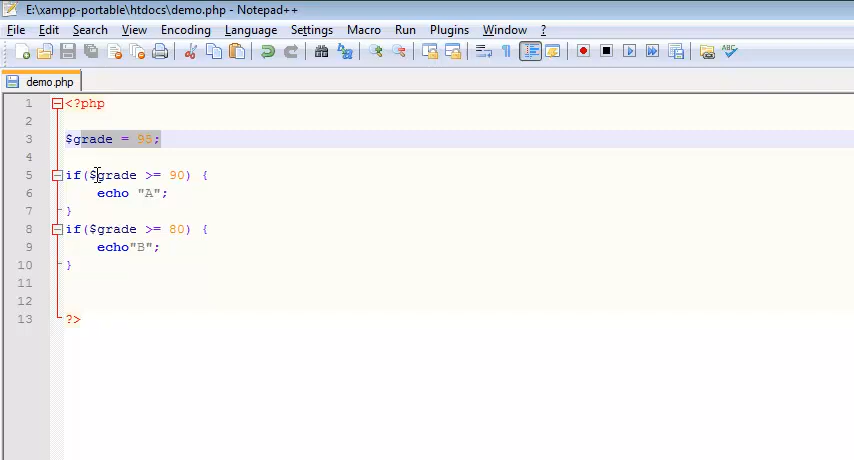 E:\xampp-portable\htdocs\demo.php - Notepad++
File Edit Search View Encoding Language Settings Macro Run Plugins Window ?
demo.php
1 <?php
2
3 $grade = 95;
4
5 if($grade >= 90) {
6 echo "A";
7 }
8 if($grade >= 80) {
9 echo"B";
10 }
11
12
13 ?>